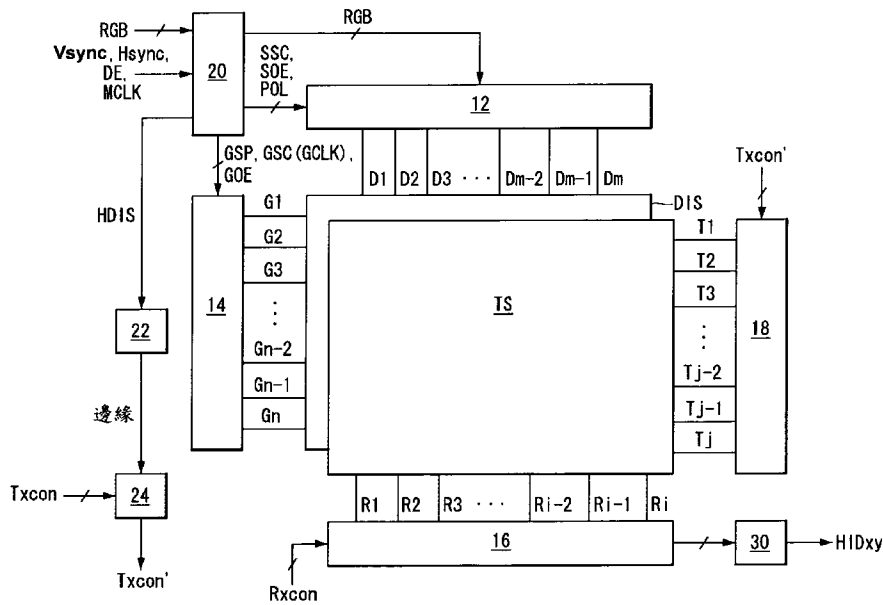 RGB
Vsync, Hsync,
DE,
MCLK
20
RGB
SSC,
SOE,
POL
12
GSP, GSC(GCLK),
GOE
D1 D2 D3 ··· Dm-2 Dm-1 Dm
Txcon'
DIS
HDIS
G1
G2
G3
⋮
Gn-2
Gn-1
Gn
14
TS
T1
T2
T3
⋮
Tj-2
Tj-1
Tj
18
22
邊緣
Txcon
24
Txcon'
R1 R2 R3 ··· Ri-2 Ri-1 Ri
16
30
HIDxy
Rxcon